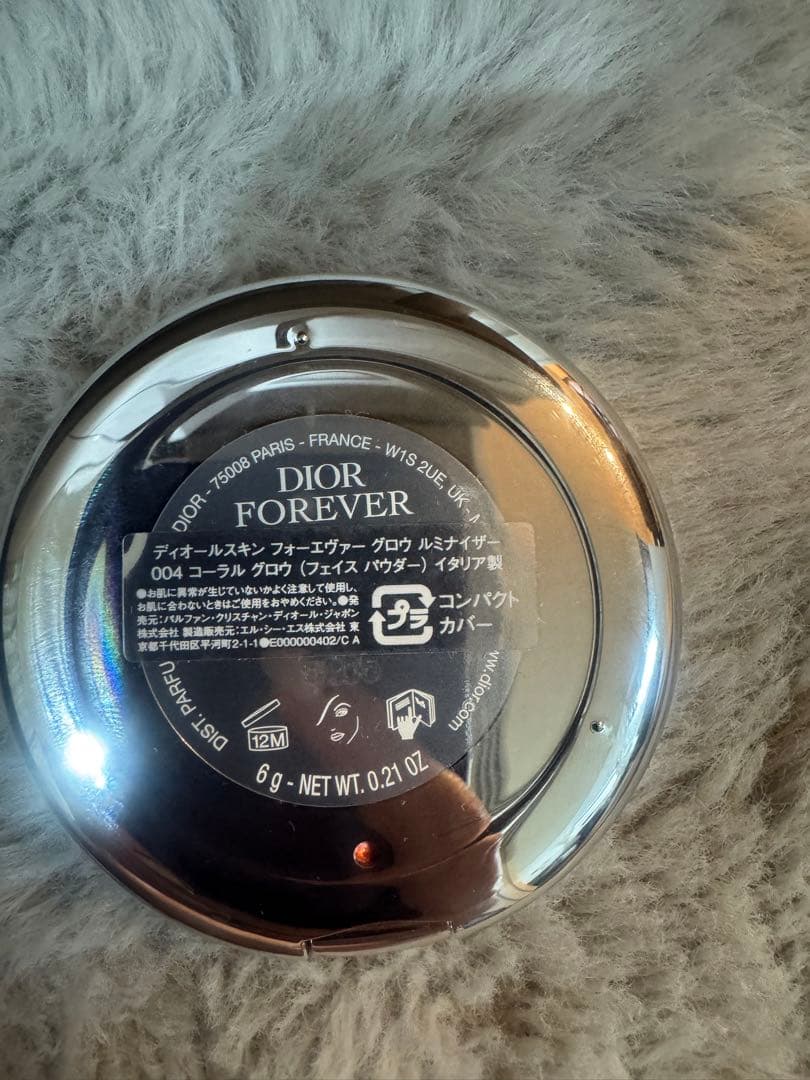 DIOR - 75008 PARIS - FRANCE - W1S 2UE, UK -
DIOR
FOREVER
ディオールスキン フォーエヴァー グロウ ルミナイザー
004 コーラル グロウ (フェイス パウダー) イタリア製
●お肌に異常が生じていないかよく注意して使用し、
お肌に合わないときはご使用をおやめください。●発
売元:パルファン・クリスチャン・ディオール・ジャポン
株式会社 製造販売元:エル・シー・エス株式会社 東
京都千代田区平河町2-1-1●E000000402/C A
プラ
コンパクト
カバー
DIST. PARFU
w.dior.com
12M
6 g - NET WT. 0.21 OZ